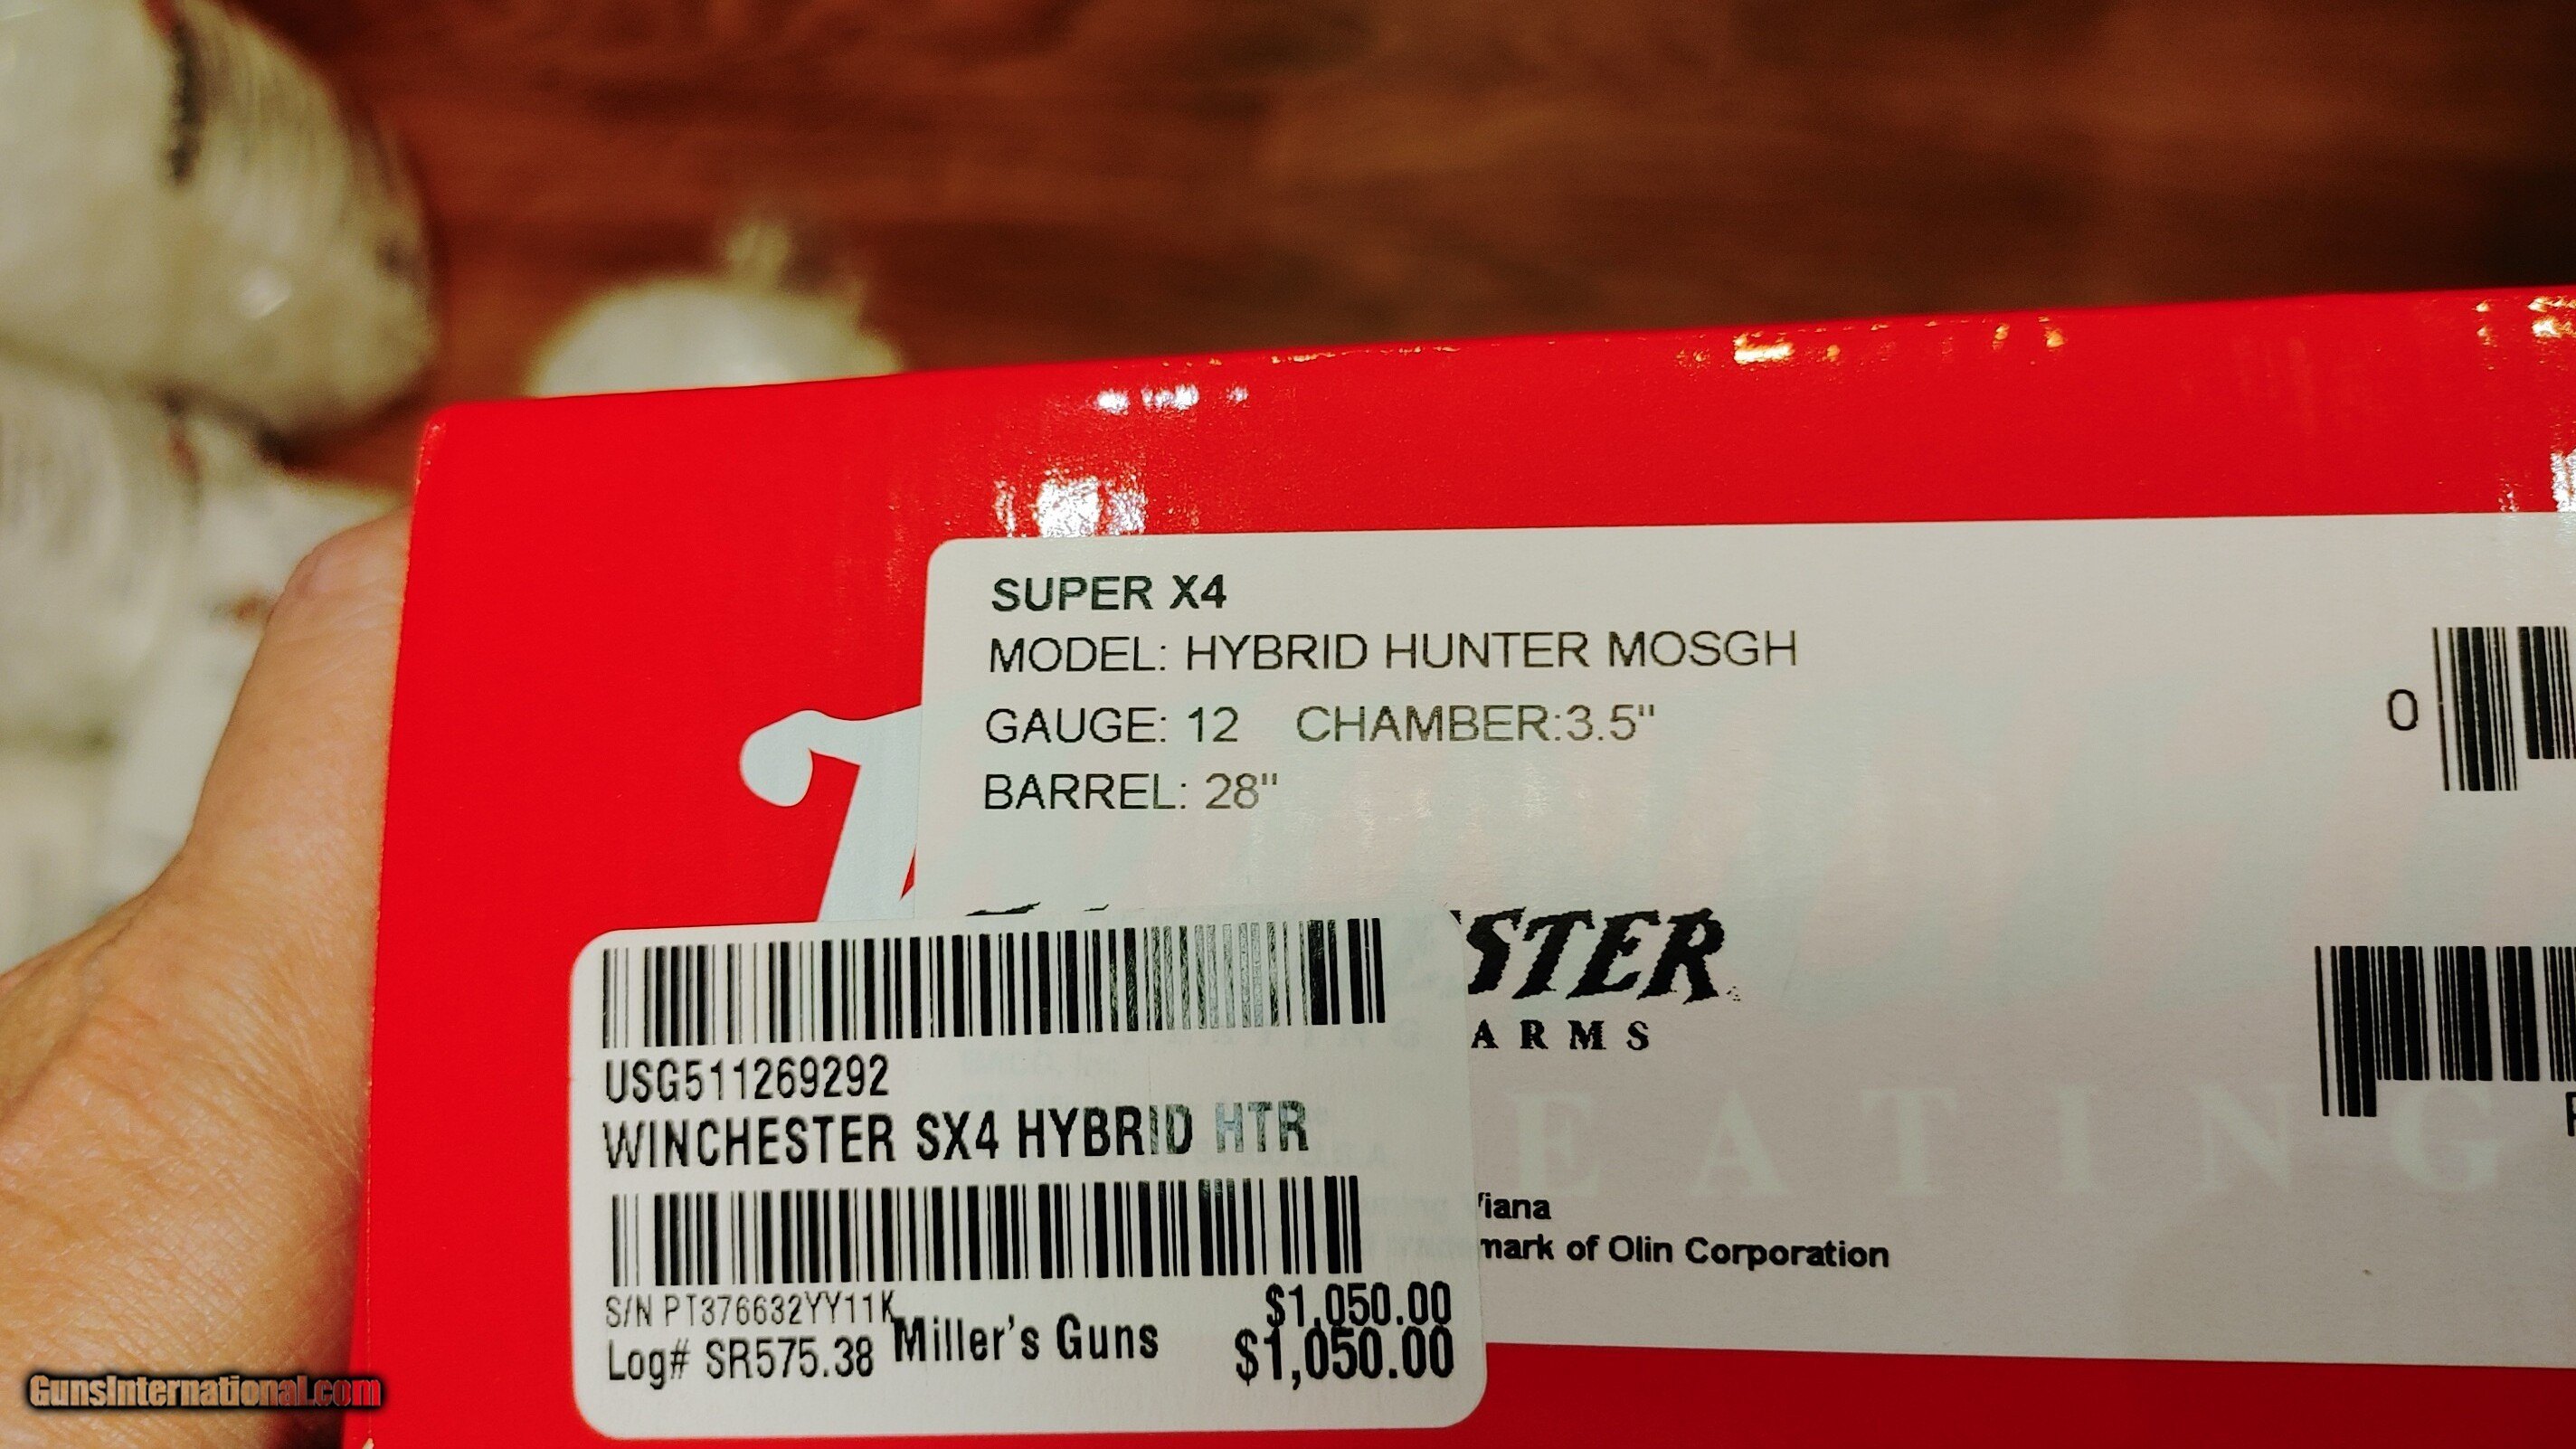 SUPER X4
MODEL: HYBRID HUNTER MOSGH
GAUGE: 12 CHAMBER:3.5"
BARREL: 28"
0
STER
ARMS
EATING
USG511269292
WINCHESTER SX4 HYBRID HTR
Viana
mark of Olin Corporation
S/N PT376632YY11K
$1,050.00
Log# SR575.38 Miller's Guns
$1,050.00
GunsInternational.com